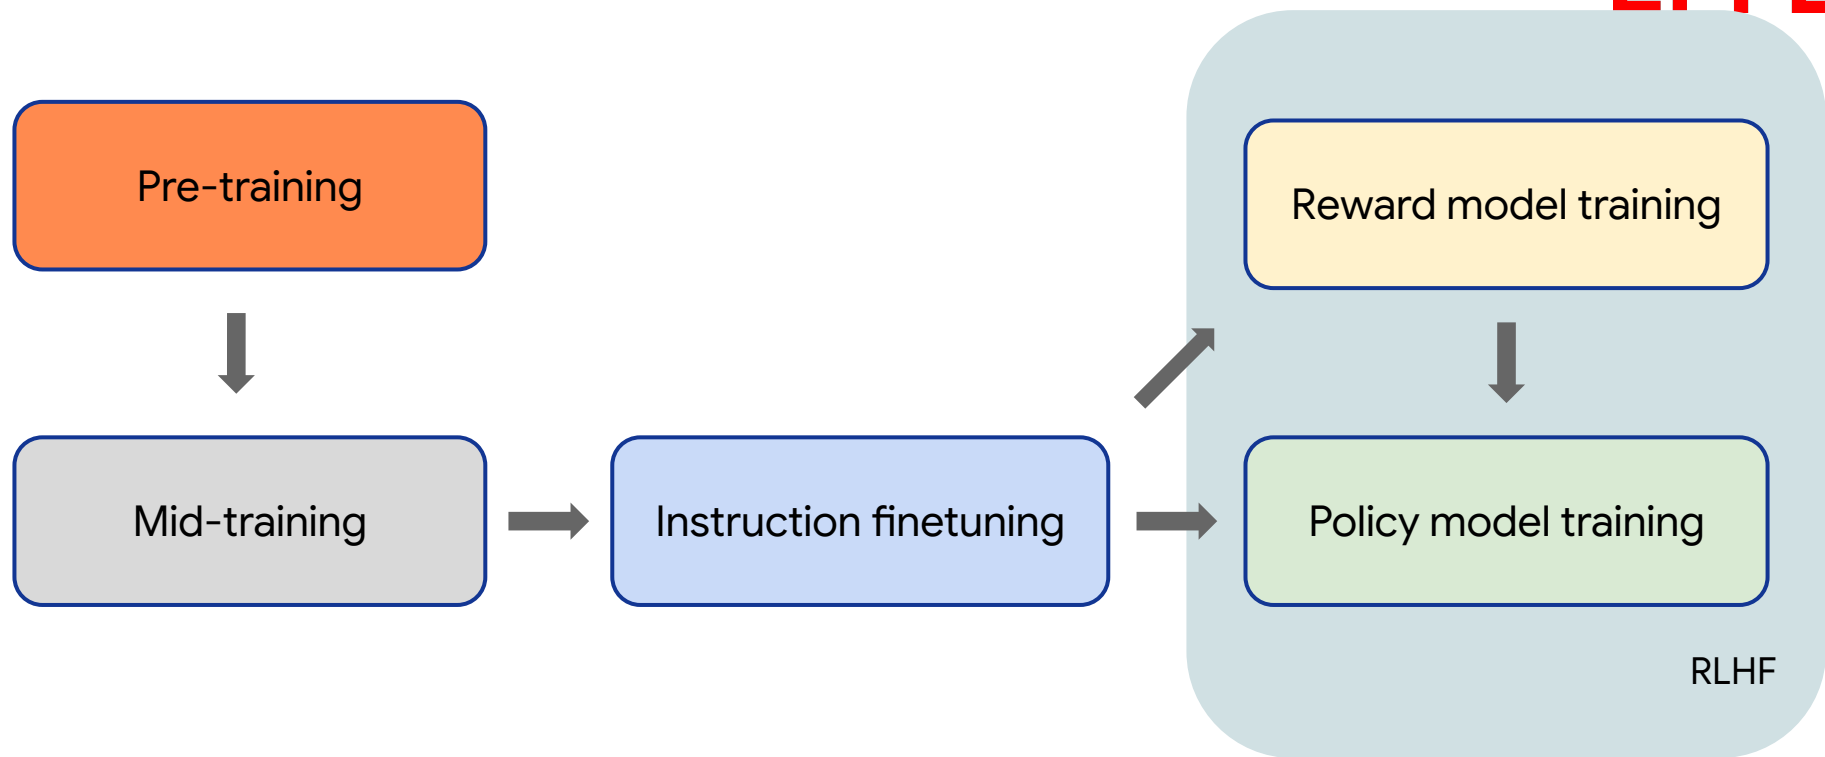 Pre-training
Reward model training
Mid-training
Instruction finetuning
Policy model training
RLHF